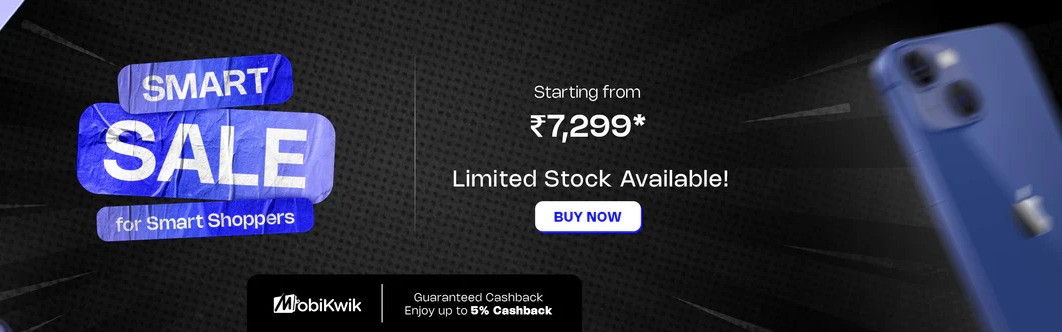 SMART
SALE
for Smart Shoppers
Starting from
₹7,299*
Limited Stock Available!
BUY NOW
MobiKwik
Guaranteed Cashback
Enjoy up to 5% Cashback